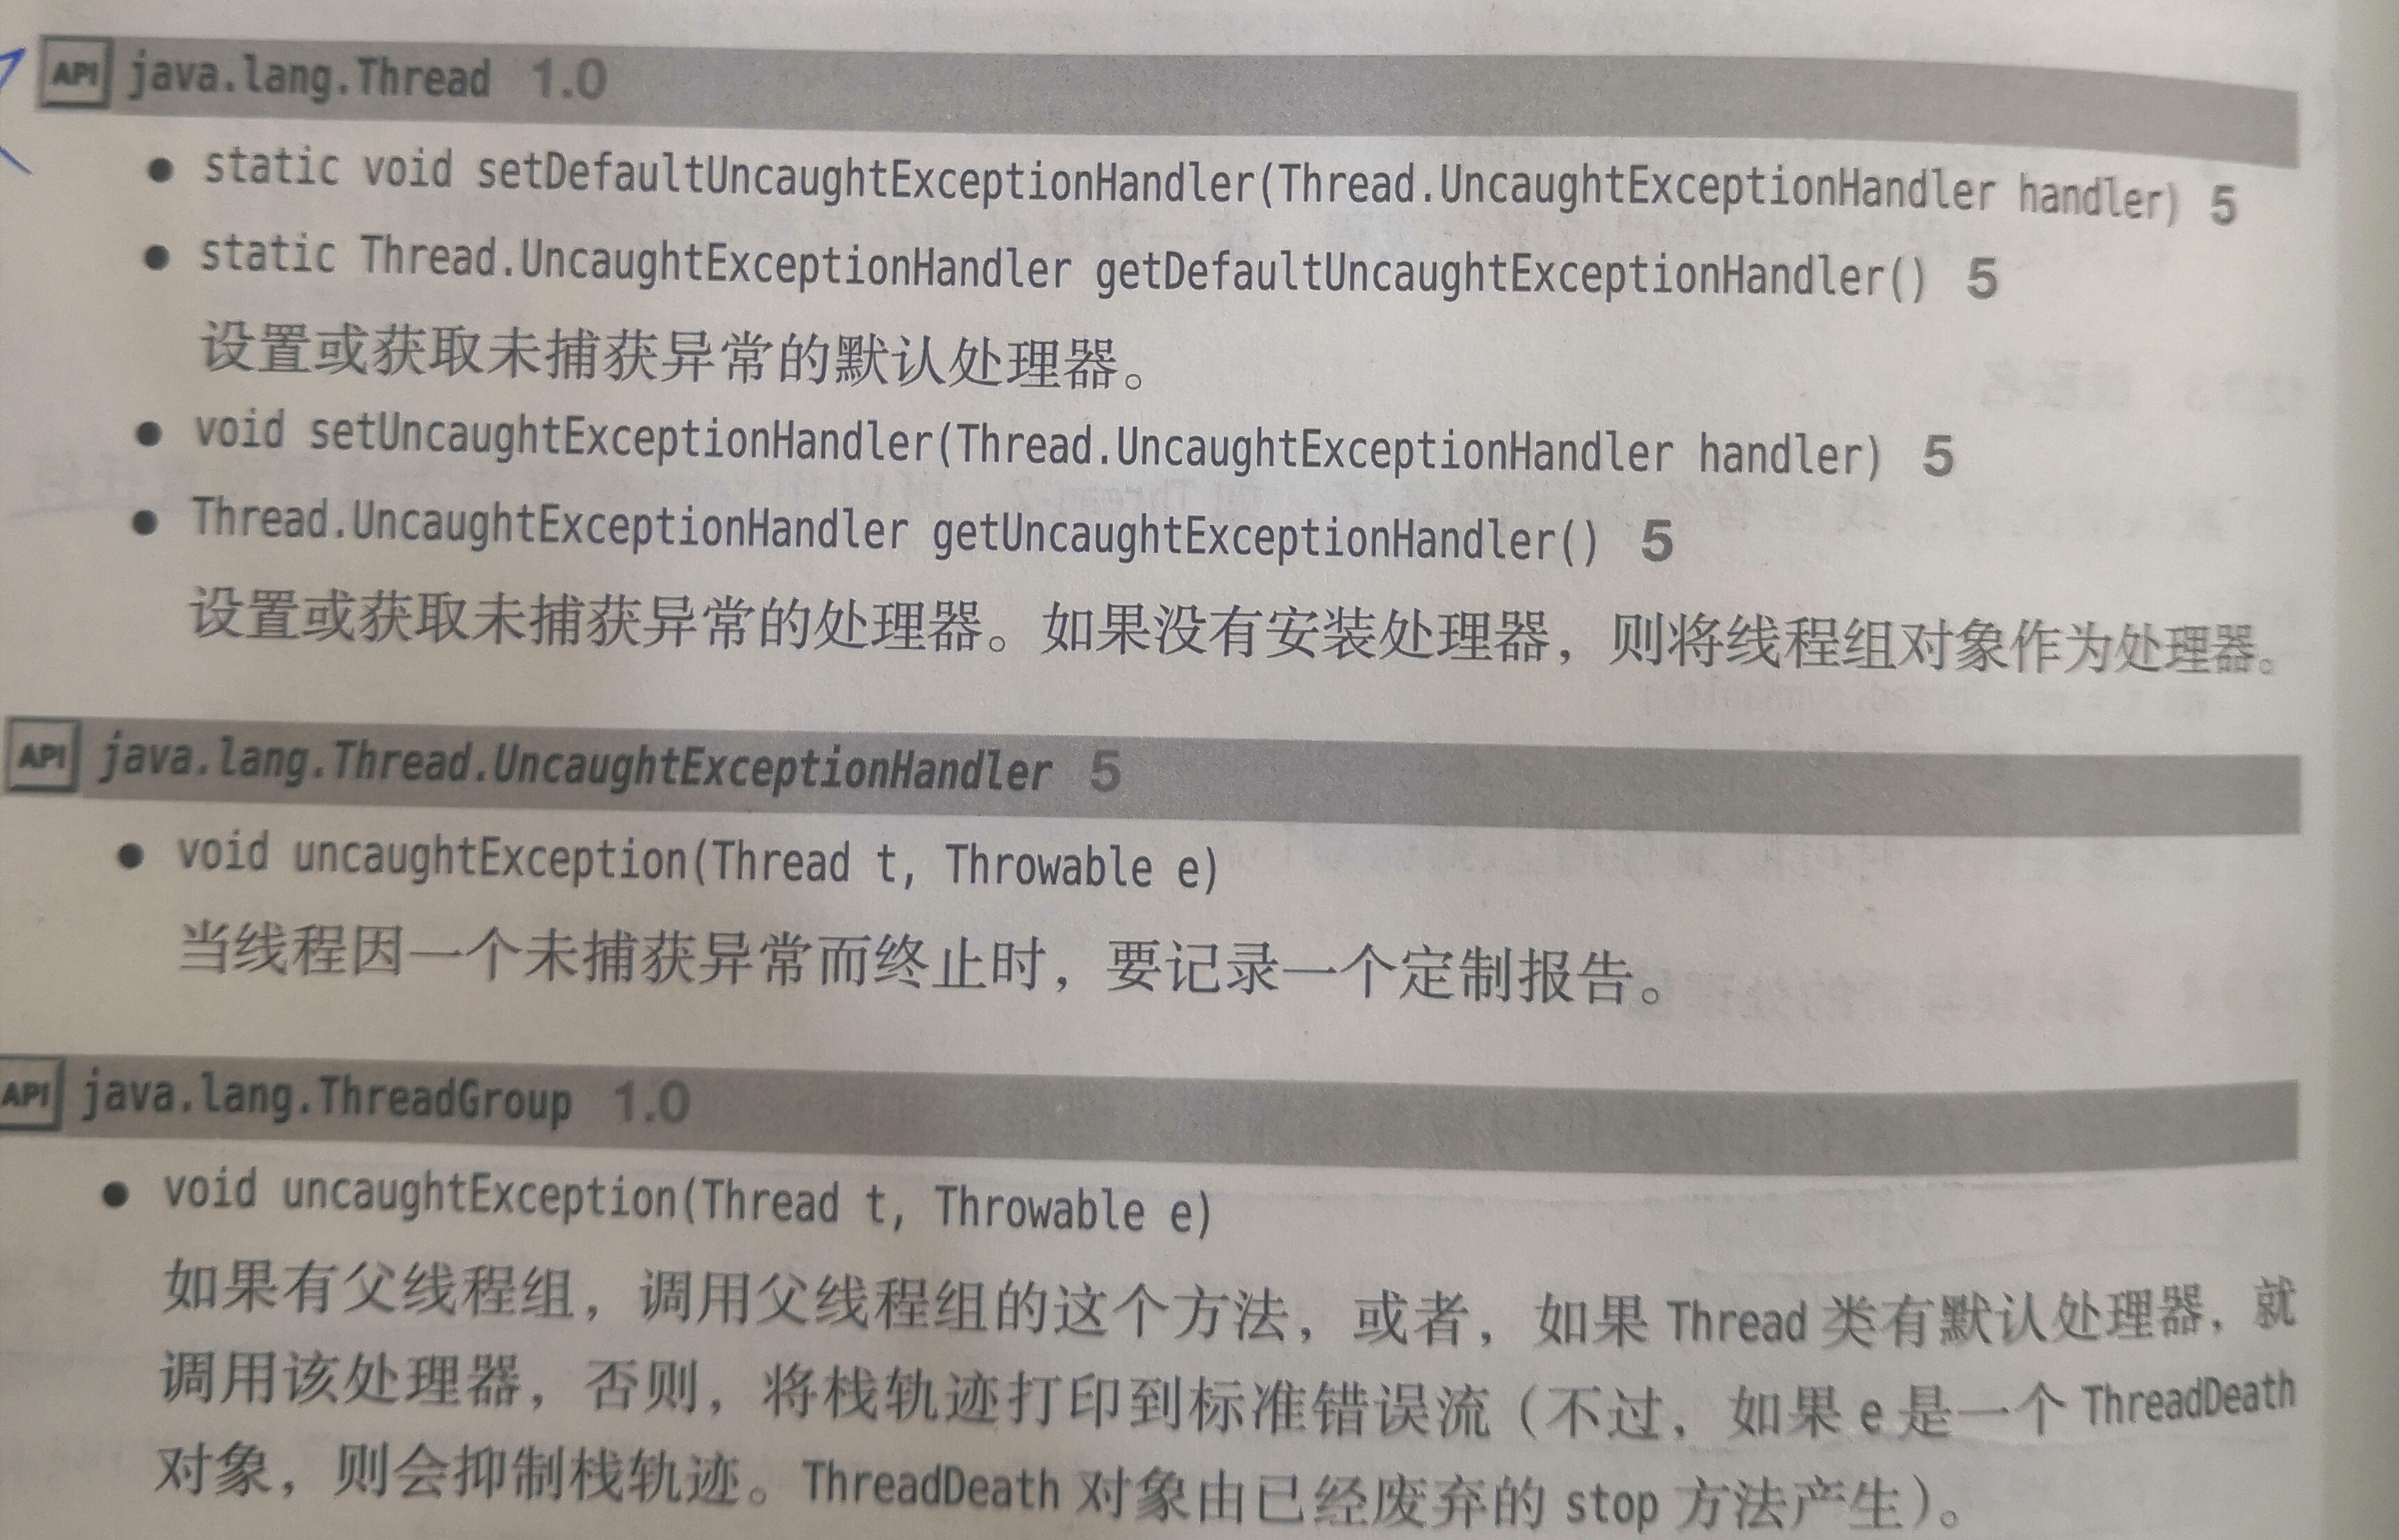 API java.lang.Thread 1.0
● static void setDefaultUncaughtExceptionHandler(Thread.UncaughtExceptionHandler handler) 5
● static Thread.UncaughtExceptionHandler getDefaultUncaughtExceptionHandler() 5
设置或获取未捕获异常的默认处理器。
● void setUncaughtExceptionHandler(Thread.UncaughtExceptionHandler handler) 5
● Thread.UncaughtExceptionHandler getUncaughtExceptionHandler() 5
设置或获取未捕获异常的处理器。如果没有安装处理器，则将线程组对象作为处理器。
API java.lang.Thread.UncaughtExceptionHandler 5
● void uncaughtException(Thread t, Throwable e)
当线程因一个未捕获异常而终止时，要记录一个定制报告。
API java.lang.ThreadGroup 1.0
● void uncaughtException(Thread t, Throwable e)
如果有父线程组，调用父线程组的这个方法，或者，如果 Thread 类有默认处理器，就
调用该处理器，否则，将栈轨迹打印到标准错误流（不过，如果 e 是一个 ThreadDeath
对象，则会抑制栈轨迹。ThreadDeath 对象由已经废弃的 stop 方法产生）。